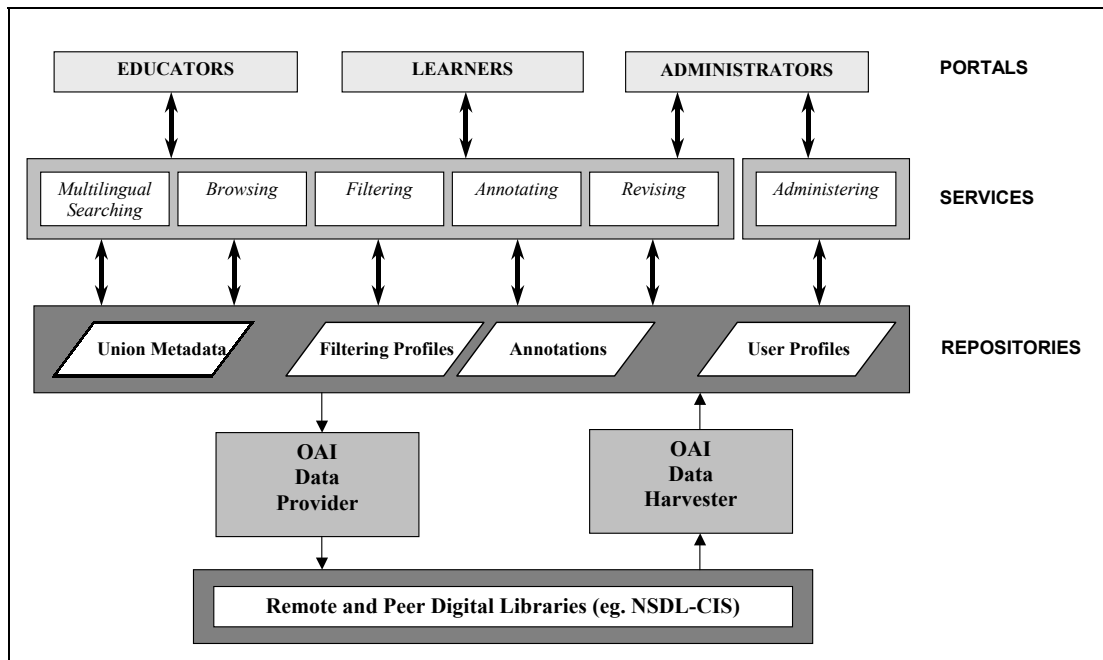 EDUCATORS
LEARNERS
ADMINISTRATORS
PORTALS
Multilingual
Searching
Browsing
Filtering
Annotating
Revising
Administering
SERVICES
Union Metadata
Filtering Profiles
Annotations
User Profiles
REPOSITORIES
OAI
Data
Provider
OAI
Data
Harvester
Remote and Peer Digital Libraries (eg. NSDL-CIS)